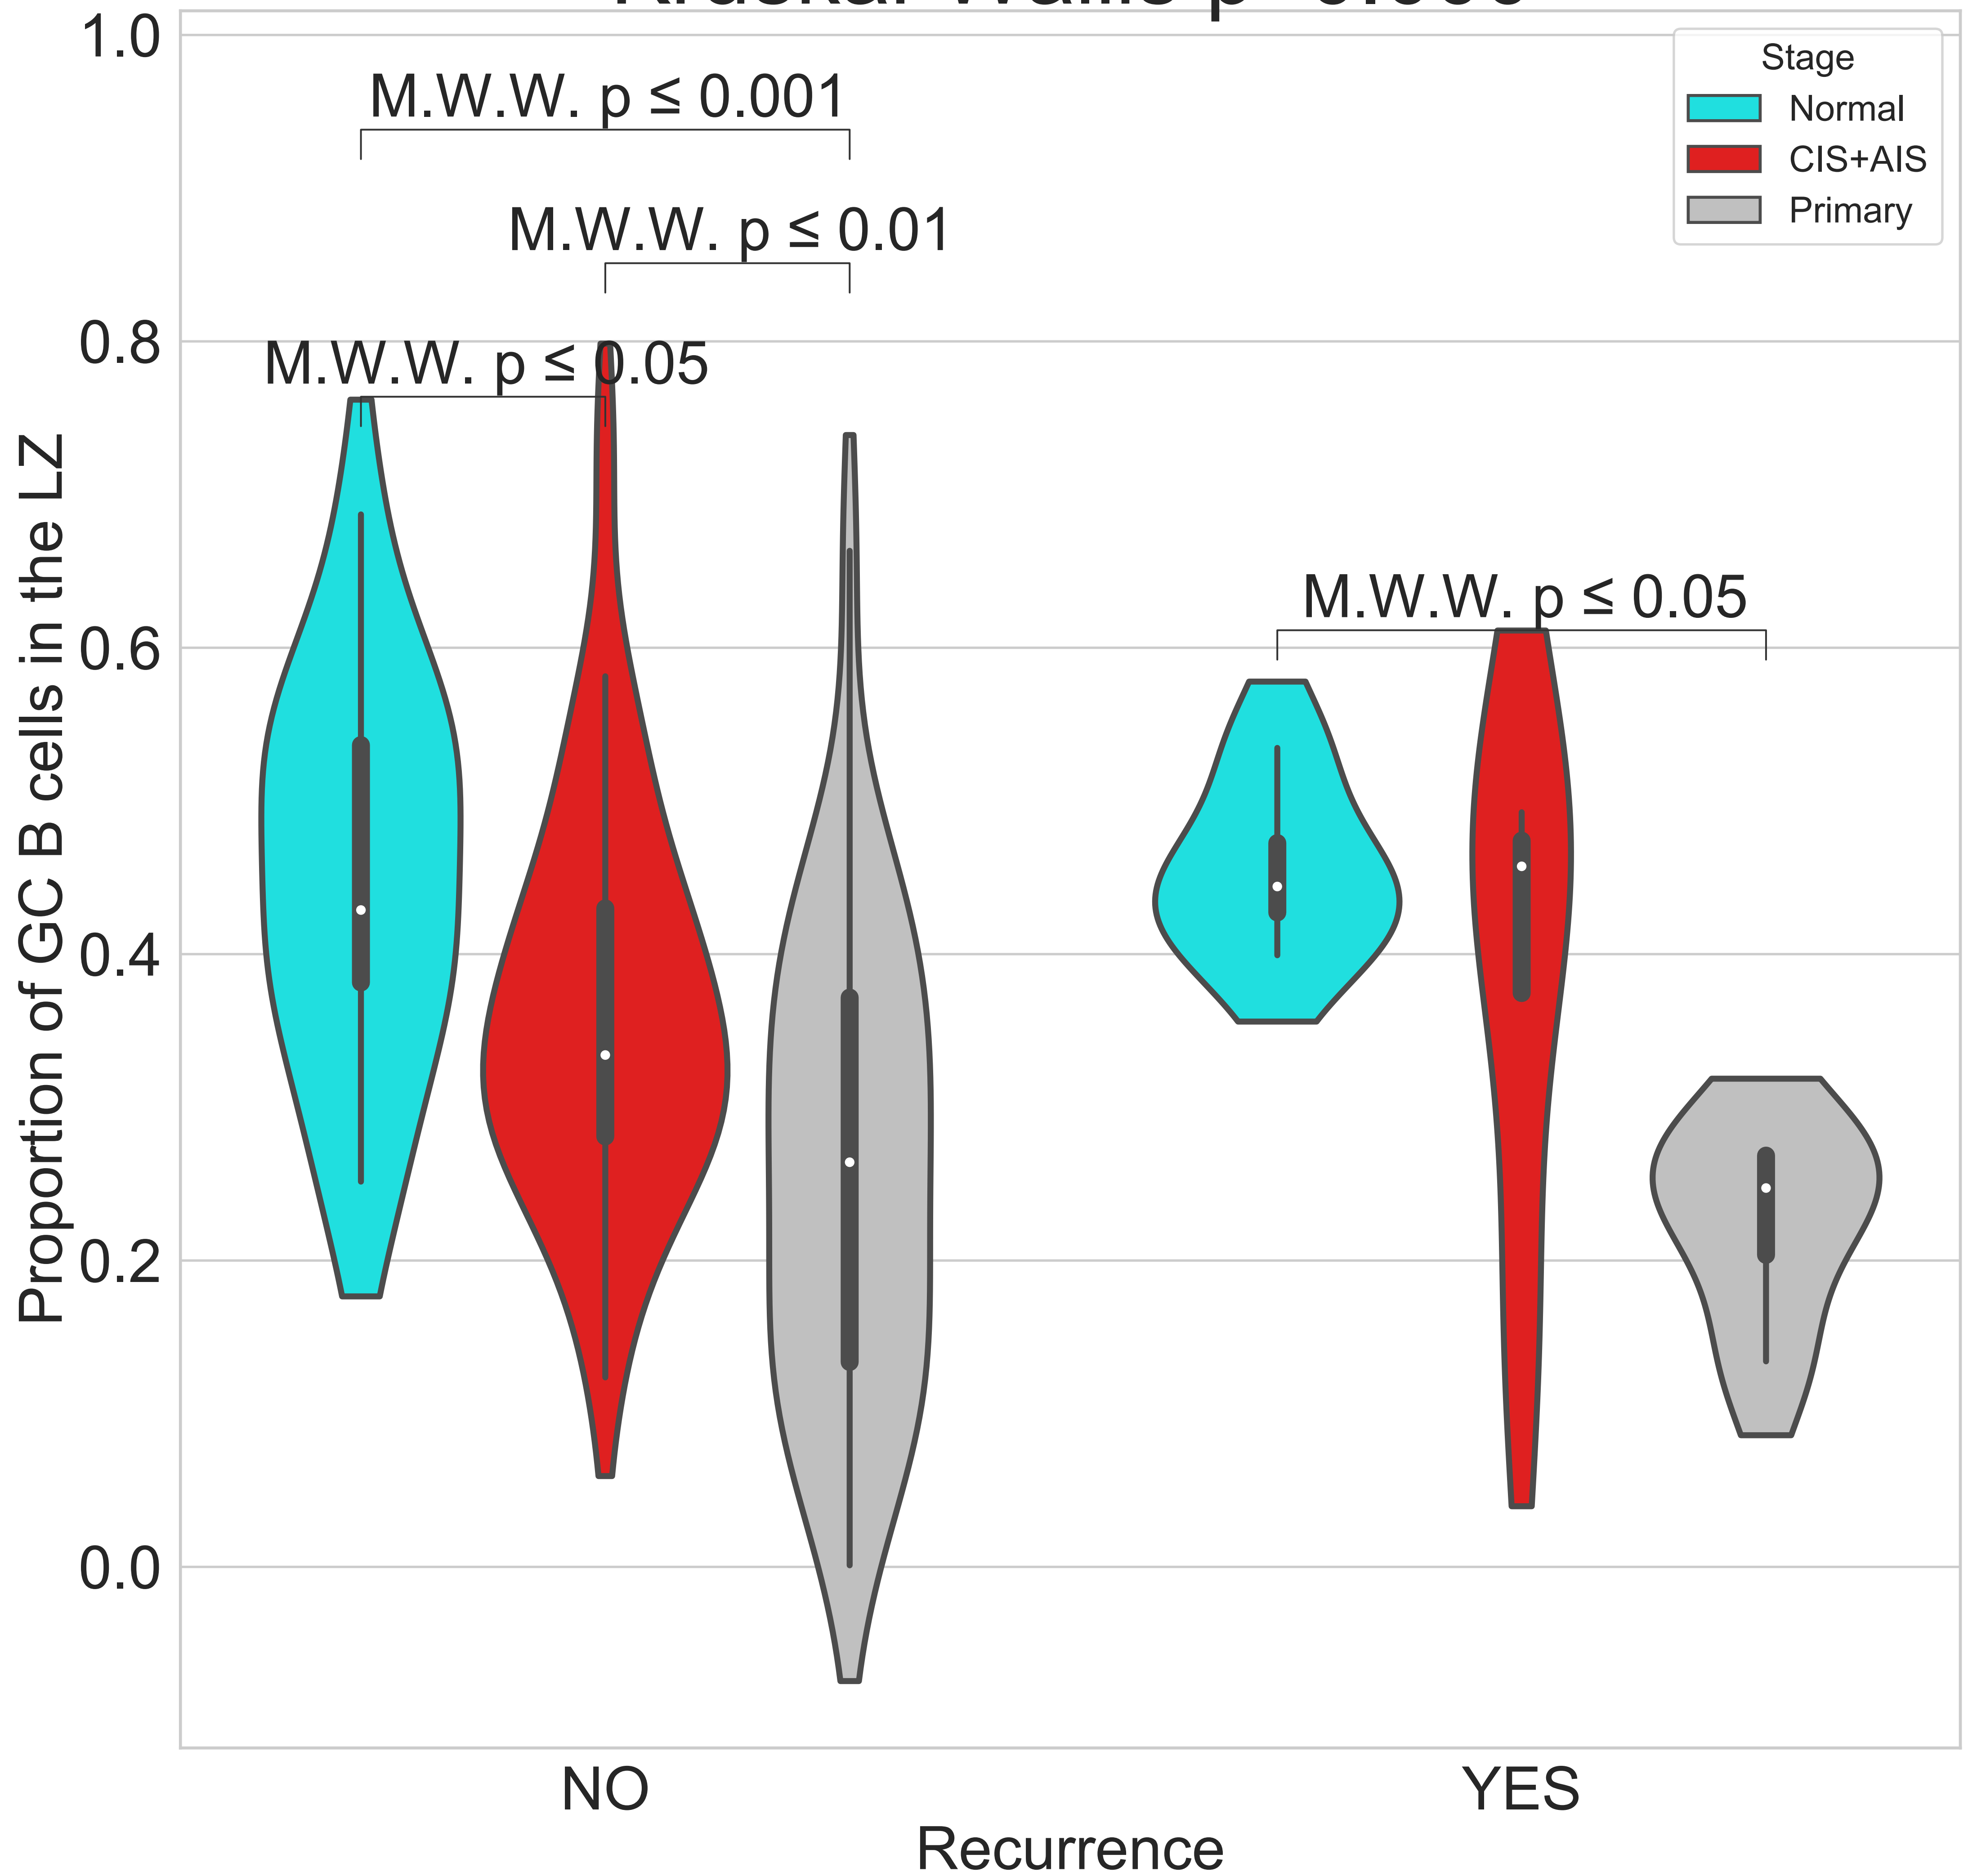 1.0
0.8
0.6
0.4
0.2
0.0
Proportion of GC B cells in the LZ
M.W.W. p ≤ 0.001
M.W.W. p ≤ 0.01
M.W.W. p ≤ 0.05
M.W.W. p ≤ 0.05
Stage
Normal
CIS+AIS
Primary
NO
YES
Recurrence